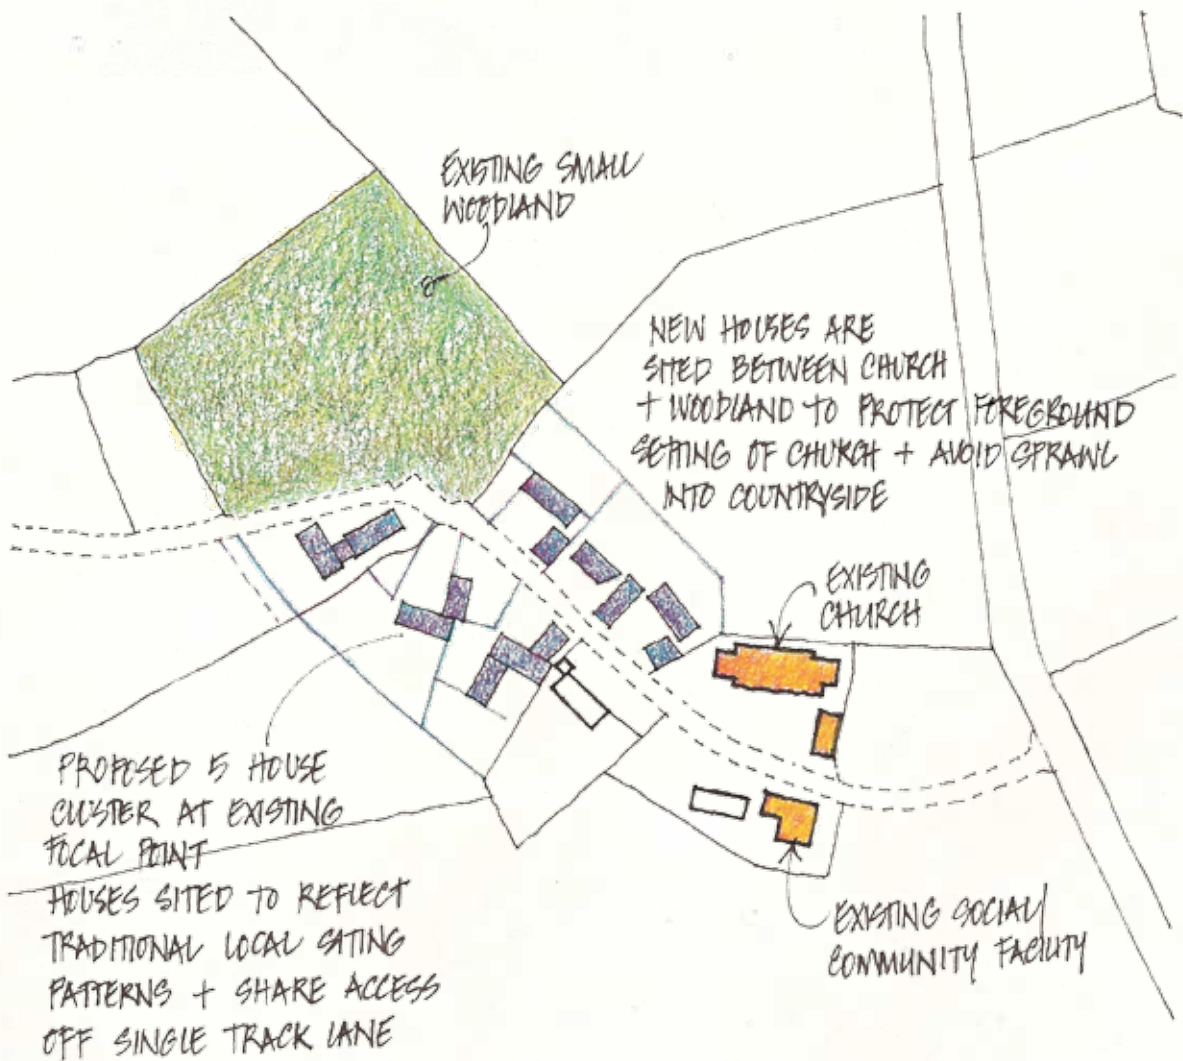 EXISTING SMALL
WOODLAND
NEW HOUSES ARE
SITED BETWEEN CHURCH
+ WOODLAND TO PROTECT FOREGROUND
SETTING OF CHURCH + AVOID SPRAWL
INTO COUNTRYSIDE
EXISTING
CHURCH
PROPOSED 5 HOUSE
CLUSTER AT EXISTING
FOCAL POINT
HOUSES SITED TO REFLECT
TRADITIONAL LOCAL SITING
PATTERNS + SHARE ACCESS
OFF SINGLE TRACK LANE
EXISTING SOCIAL/
COMMUNITY FACILITY